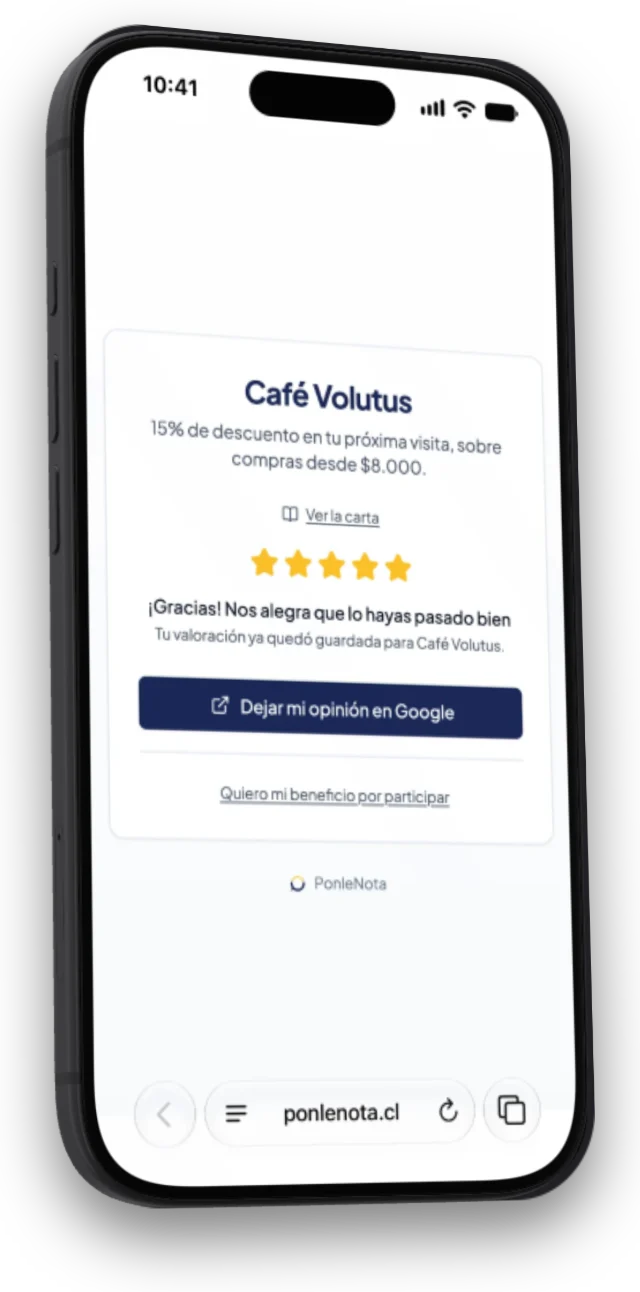 10:41
Café Volutus
15% de descuento en tu próxima visita, sobre
compras desde $8.000.
Ver la carta
¡Gracias! Nos alegra que lo hayas pasado bien
Tu valoración ya quedó guardada para Café Volutus.
Dejar mi opinión en Google
Quiero mi beneficio por participar
PonleNota
ponlenota.cl